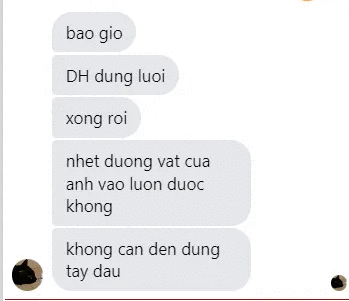 bao gio
DH dung luoi
xong roi
nhet duong vat cua
anh vao luon duoc
khong
khong can den dung
tay dau